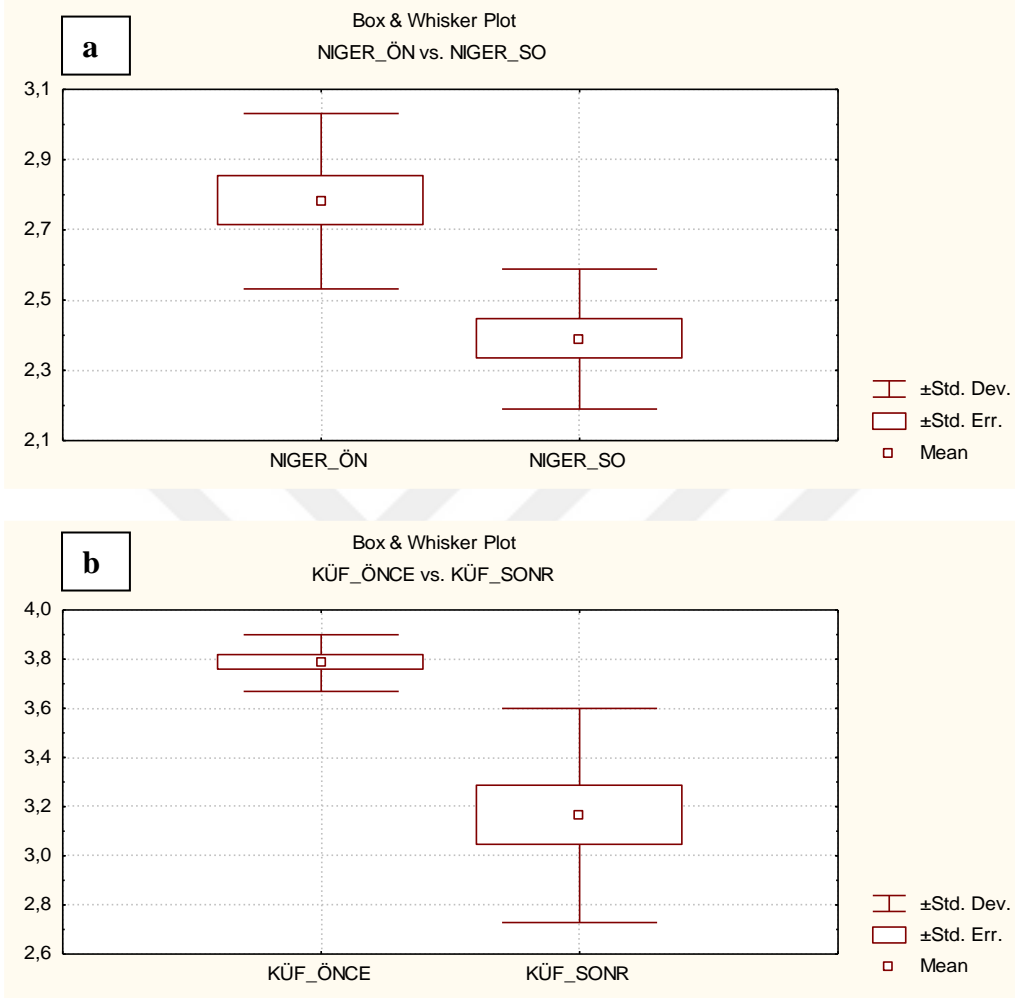 a
Box & Whisker Plot
NIGER_ÖN vs. NIGER_SO
3,1
2,9
2,7
2,5
2,3
2,1
NIGER_ÖN NIGER_SO
±Std. Dev.
±Std. Err.
Mean
b
Box & Whisker Plot
KÜF_ÖNCE vs. KÜF_SONR
4,0
3,8
3,6
3,4
3,2
3,0
2,8
2,6
KÜF_ÖNCE KÜF_SONR
±Std. Dev.
±Std. Err.
Mean